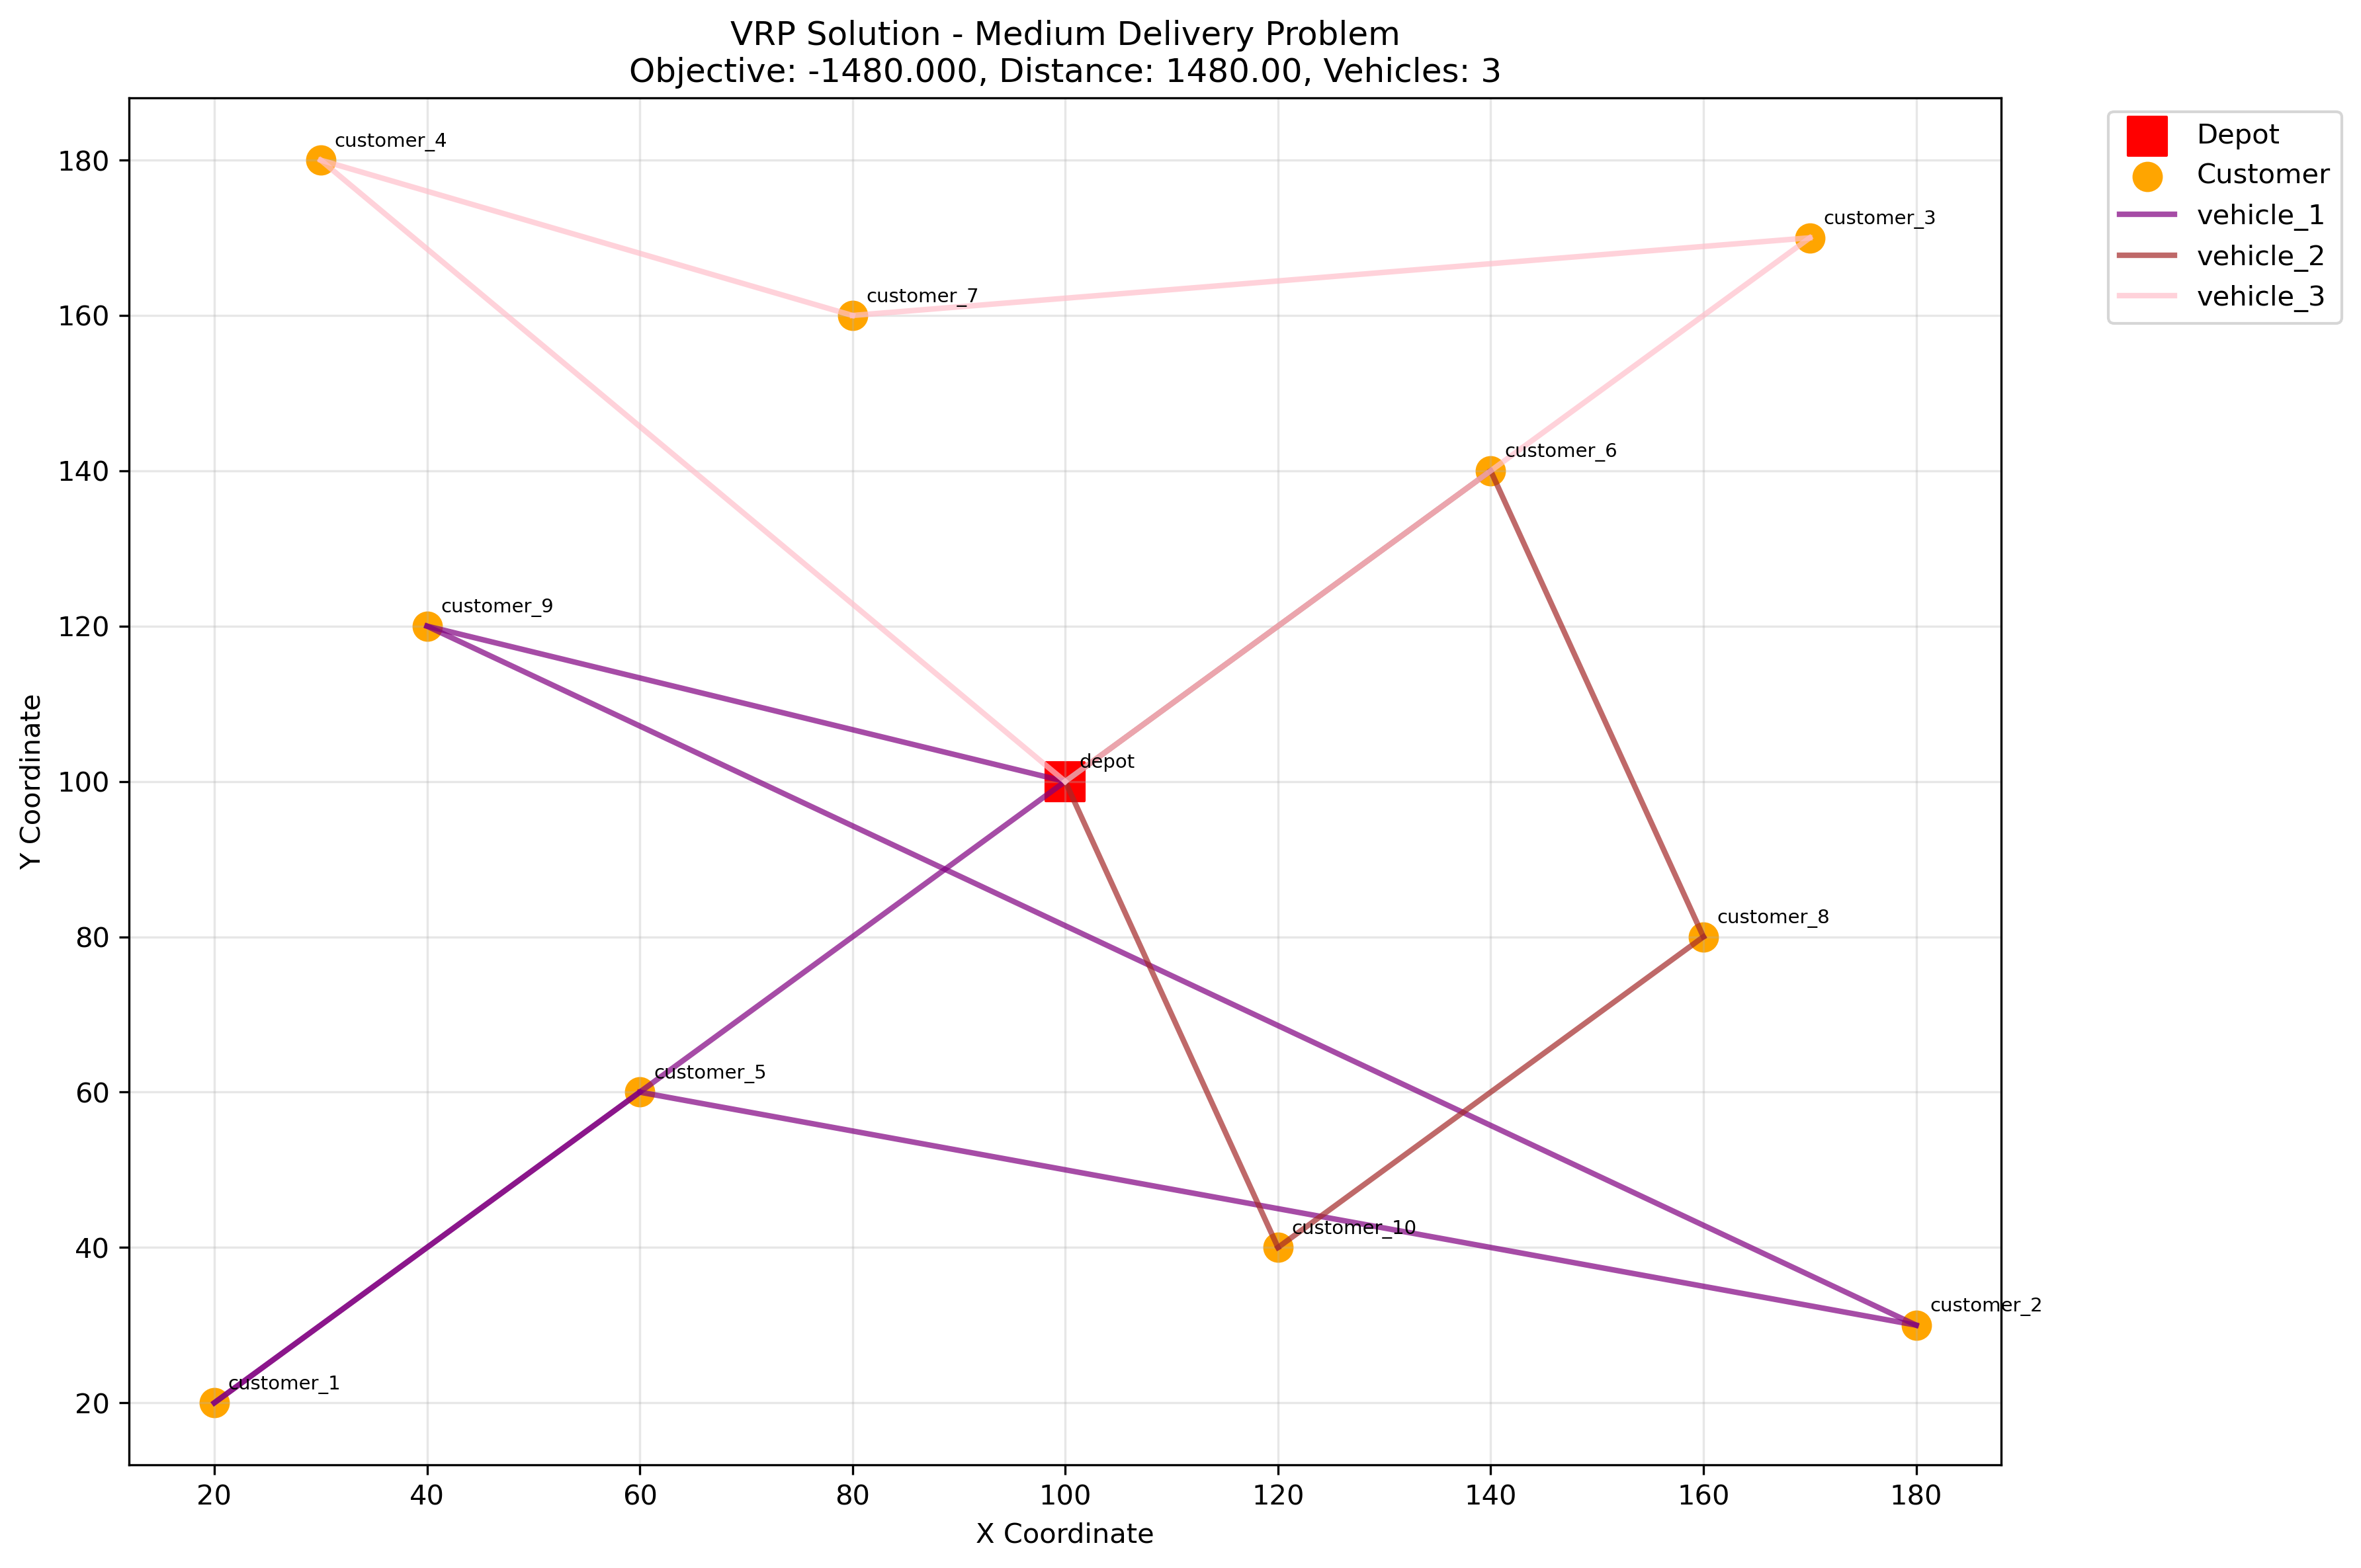 VRP Solution - Medium Delivery Problem
Objective: -1480.000, Distance: 1480.00, Vehicles: 3
Depot
Customer
vehicle_1
vehicle_2
vehicle_3
customer_4
customer_3
customer_7
customer_6
customer_9
depot
customer_8
customer_5
customer_10
customer_2
customer_1
Y Coordinate
180
160
140
120
100
80
60
40
20
20 40 60 80 100 120 140 160 180
X Coordinate